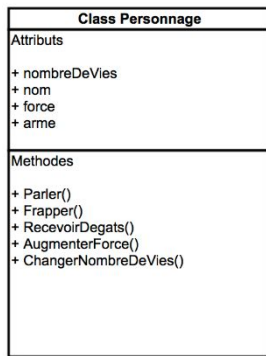 Class Personnage
Attributs
+ nombreDeVies
+ nom
+ force
+ arme
Methodes
+ Parler()
+ Frapper()
+ RecevoirDegats()
+ AugmenterForce()
+ ChangerNombreDeVies()